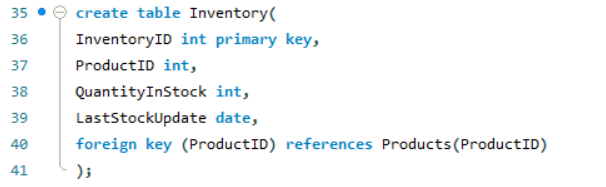 35 create table Inventory(
36 InventoryID int primary key,
37 ProductID int,
38 QuantityInStock int,
39 LastStockUpdate date,
40 foreign key (ProductID) references Products(ProductID)
41 );